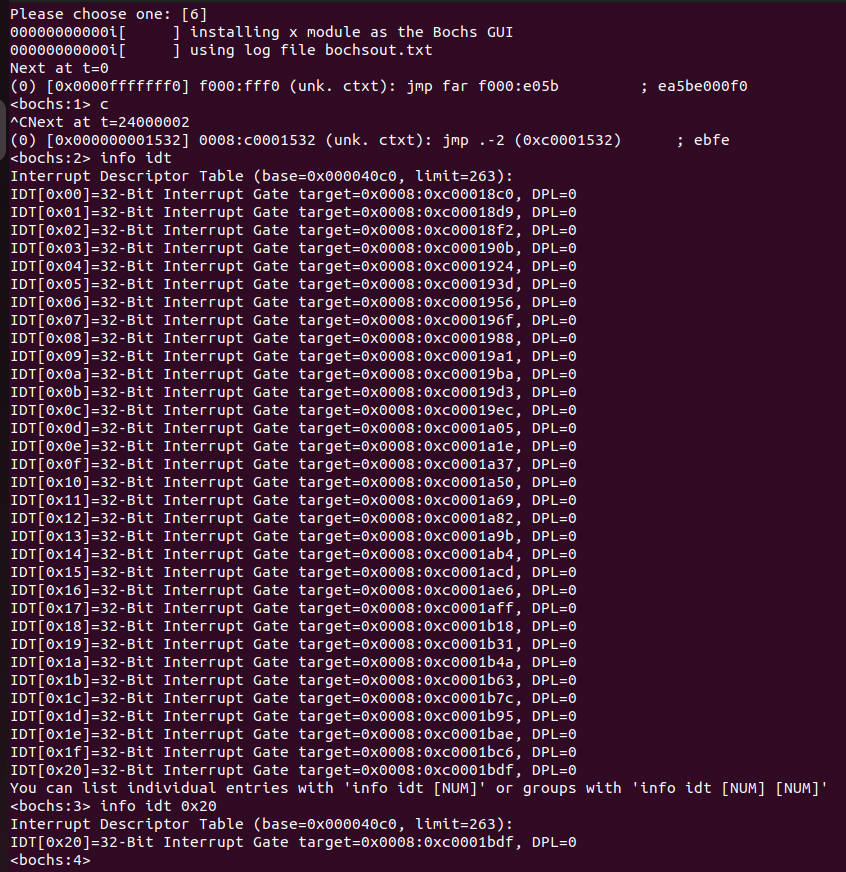 Please choose one: [6]
00000000000i[     ] installing x module as the Bochs GUI
00000000000i[     ] using log file bochsout.txt
Next at t=0
(0) [0x0000fffffff0] f000:fff0 (unk. ctxt): jmp far f000:e05b         ; ea5be000f0
<bochs:1> c
^CNext at t=24000002
(0) [0x000000001532] 0008:c0001532 (unk. ctxt): jmp .-2 (0xc0001532)      ; ebfe
<bochs:2> info idt
Interrupt Descriptor Table (base=0x000040c0, limit=263):
IDT[0x00]=32-Bit Interrupt Gate target=0x0008:0xc00018c0, DPL=0
IDT[0x01]=32-Bit Interrupt Gate target=0x0008:0xc00018d9, DPL=0
IDT[0x02]=32-Bit Interrupt Gate target=0x0008:0xc00018f2, DPL=0
IDT[0x03]=32-Bit Interrupt Gate target=0x0008:0xc000190b, DPL=0
IDT[0x04]=32-Bit Interrupt Gate target=0x0008:0xc0001924, DPL=0
IDT[0x05]=32-Bit Interrupt Gate target=0x0008:0xc000193d, DPL=0
IDT[0x06]=32-Bit Interrupt Gate target=0x0008:0xc0001956, DPL=0
IDT[0x07]=32-Bit Interrupt Gate target=0x0008:0xc000196f, DPL=0
IDT[0x08]=32-Bit Interrupt Gate target=0x0008:0xc0001988, DPL=0
IDT[0x09]=32-Bit Interrupt Gate target=0x0008:0xc00019a1, DPL=0
IDT[0x0a]=32-Bit Interrupt Gate target=0x0008:0xc00019ba, DPL=0
IDT[0x0b]=32-Bit Interrupt Gate target=0x0008:0xc00019d3, DPL=0
IDT[0x0c]=32-Bit Interrupt Gate target=0x0008:0xc00019ec, DPL=0
IDT[0x0d]=32-Bit Interrupt Gate target=0x0008:0xc0001a05, DPL=0
IDT[0x0e]=32-Bit Interrupt Gate target=0x0008:0xc0001a1e, DPL=0
IDT[0x0f]=32-Bit Interrupt Gate target=0x0008:0xc0001a37, DPL=0
IDT[0x10]=32-Bit Interrupt Gate target=0x0008:0xc0001a50, DPL=0
IDT[0x11]=32-Bit Interrupt Gate target=0x0008:0xc0001a69, DPL=0
IDT[0x12]=32-Bit Interrupt Gate target=0x0008:0xc0001a82, DPL=0
IDT[0x13]=32-Bit Interrupt Gate target=0x0008:0xc0001a9b, DPL=0
IDT[0x14]=32-Bit Interrupt Gate target=0x0008:0xc0001ab4, DPL=0
IDT[0x15]=32-Bit Interrupt Gate target=0x0008:0xc0001acd, DPL=0
IDT[0x16]=32-Bit Interrupt Gate target=0x0008:0xc0001ae6, DPL=0
IDT[0x17]=32-Bit Interrupt Gate target=0x0008:0xc0001aff, DPL=0
IDT[0x18]=32-Bit Interrupt Gate target=0x0008:0xc0001b18, DPL=0
IDT[0x19]=32-Bit Interrupt Gate target=0x0008:0xc0001b31, DPL=0
IDT[0x1a]=32-Bit Interrupt Gate target=0x0008:0xc0001b4a, DPL=0
IDT[0x1b]=32-Bit Interrupt Gate target=0x0008:0xc0001b63, DPL=0
IDT[0x1c]=32-Bit Interrupt Gate target=0x0008:0xc0001b7c, DPL=0
IDT[0x1d]=32-Bit Interrupt Gate target=0x0008:0xc0001b95, DPL=0
IDT[0x1e]=32-Bit Interrupt Gate target=0x0008:0xc0001bae, DPL=0
IDT[0x1f]=32-Bit Interrupt Gate target=0x0008:0xc0001bc6, DPL=0
IDT[0x20]=32-Bit Interrupt Gate target=0x0008:0xc0001bdf, DPL=0
You can list individual entries with 'info idt [NUM]' or groups with 'info idt [NUM] [NUM]'
<bochs:3> info idt 0x20
Interrupt Descriptor Table (base=0x000040c0, limit=263):
IDT[0x20]=32-Bit Interrupt Gate target=0x0008:0xc0001bdf, DPL=0
<bochs:4>